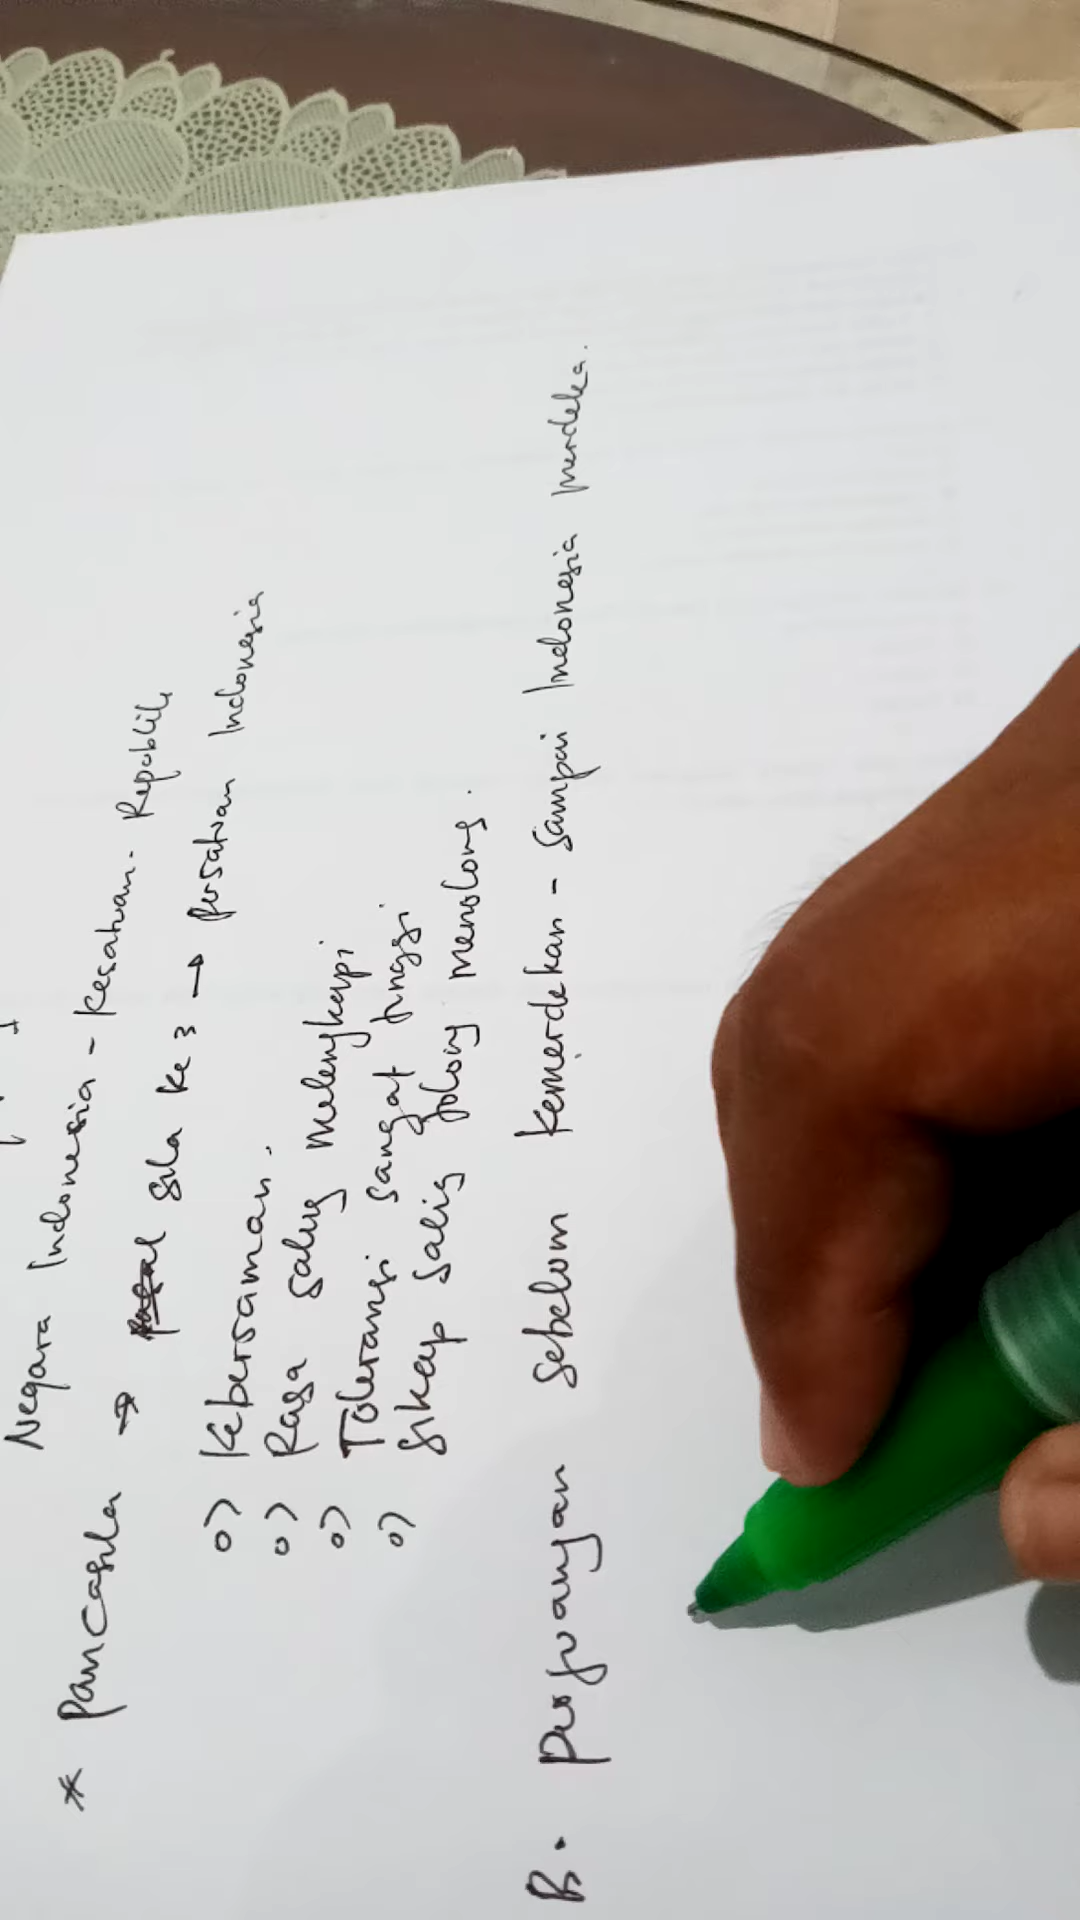 Negara Indonesia - Kesatuan - Republik
* Pancasila → sila ke 3 → persatuan Indonesia
o) Kebersamaan.
o) Rasa saling melengkapi
o) Toleransi sangat tinggi
o) Sikap saling tolong menolong.
B. Perjuangan sebelum kemerdekan - sampai Indonesia merdeka.